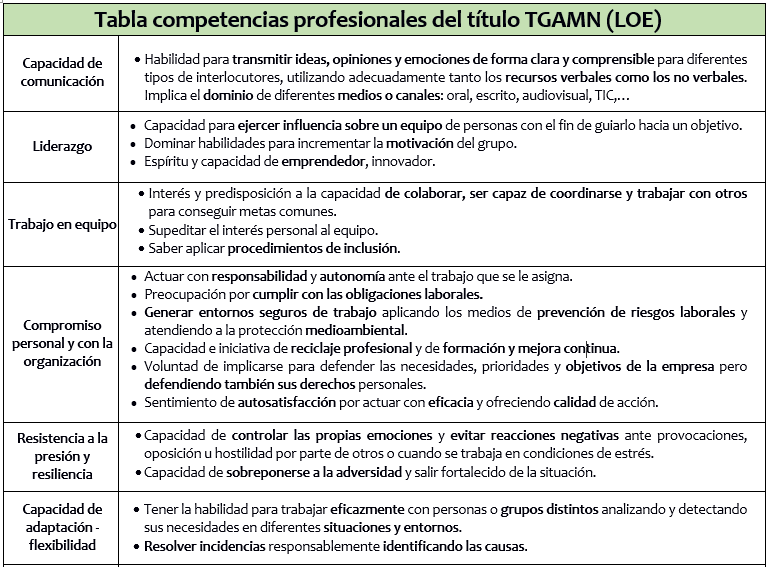 Tabla competencias profesionales del título TGAMN (LOE)
Capacidad de
comunicación
• Habilidad para transmitir ideas, opiniones y emociones de forma clara y comprensible para diferentes
tipos de interlocutores, utilizando adecuadamente tanto los recursos verbales como los no verbales.
Implica el dominio de diferentes medios o canales: oral, escrito, audiovisual, TIC,...
Liderazgo
• Capacidad para ejercer influencia sobre un equipo de personas con el fin de guiarlo hacia un objetivo.
• Dominar habilidades para incrementar la motivación del grupo.
• Espíritu y capacidad de emprendedor, innovador.
Trabajo en equipo
• Interés y predisposición a la capacidad de colaborar, ser capaz de coordinarse y trabajar con otros
para conseguir metas comunes.
• Supeditar el interés personal al equipo.
• Saber aplicar procedimientos de inclusión.
Compromiso
personal y con la
organización
• Actuar con responsabilidad y autonomía ante el trabajo que se le asigna.
• Preocupación por cumplir con las obligaciones laborales.
• Generar entornos seguros de trabajo aplicando los medios de prevención de riesgos laborales y
atendiendo a la protección medioambiental.
• Capacidad e iniciativa de reciclaje profesional y de formación y mejora continua.
• Voluntad de implicarse para defender las necesidades, prioridades y objetivos de la empresa pero
defendiendo también sus derechos personales.
• Sentimiento de autosatisfacción por actuar con eficacia y ofreciendo calidad de acción.
Resistencia a la
presión y
resiliencia
• Capacidad de controlar las propias emociones y evitar reacciones negativas ante provocaciones,
oposición u hostilidad por parte de otros o cuando se trabaja en condiciones de estrés.
• Capacidad de sobreponerse a la adversidad y salir fortalecido de la situación.
Capacidad de
adaptación -
flexibilidad
• Tener la habilidad para trabajar eficazmente con personas o grupos distintos analizando y detectando
sus necesidades en diferentes situaciones y entornos.
• Resolver incidencias responsablemente identificando las causas.